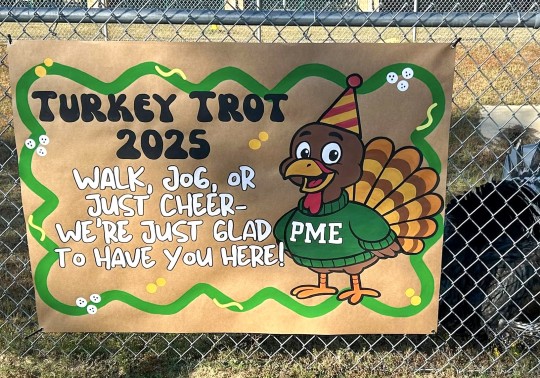 TURKEY TROT
2025
WALK, JOG, OR
JUST CHEER-
WE'RE JUST GLAD
TO HAVE YOU HERE!
PME